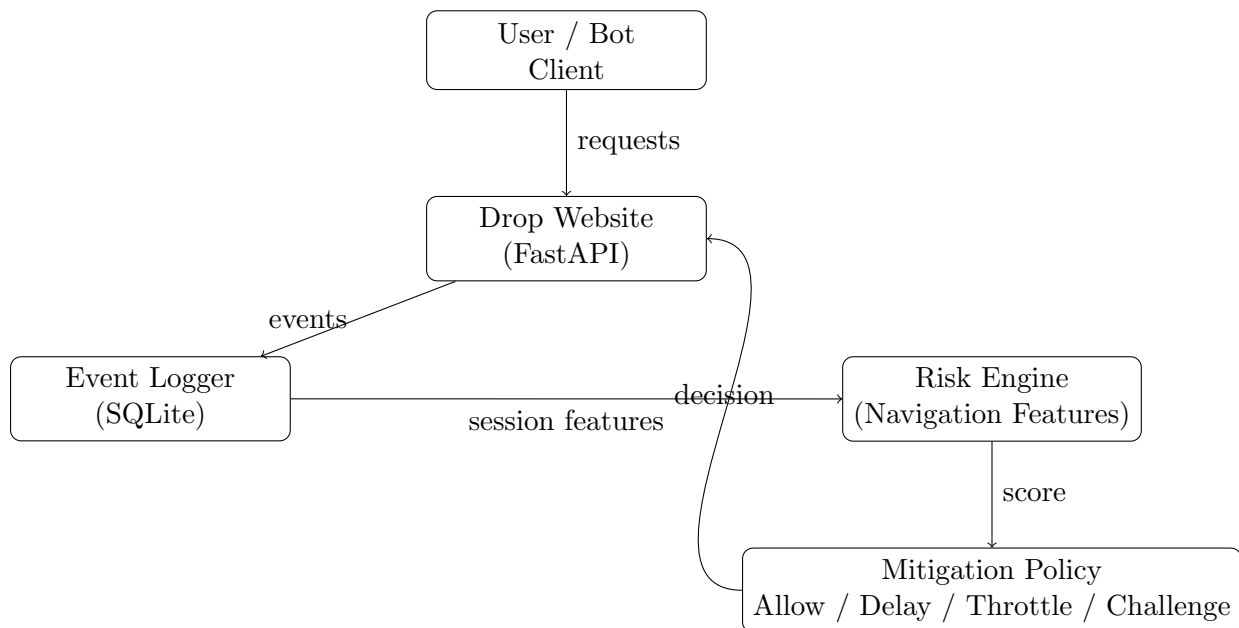 User / Bot
Client
requests
Drop Website
(FastAPI)
events
Event Logger
(SQLite)
session features
decision
Risk Engine
(Navigation Features)
score
Mitigation Policy
Allow / Delay / Throttle / Challenge